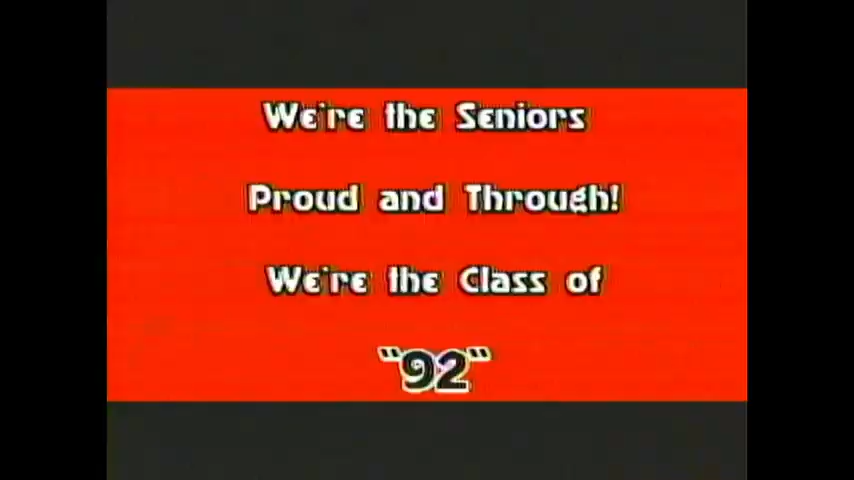 We're the Seniors
Proud and Through!
We're the Class of
"92"